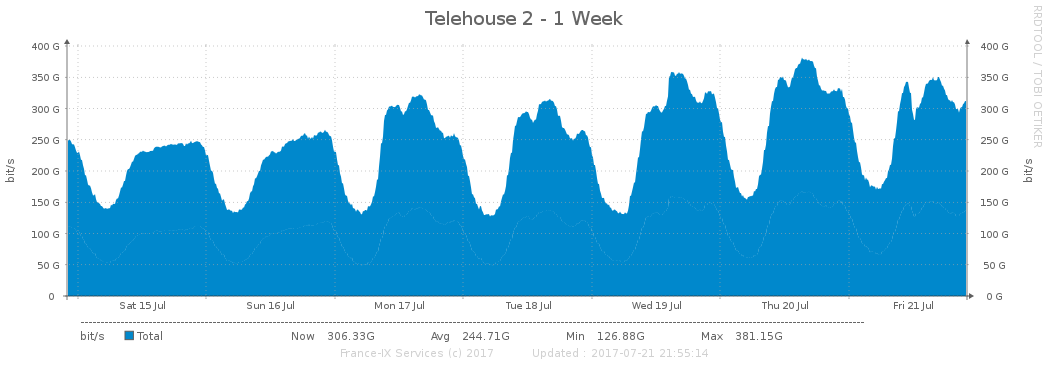 Telehouse 2 - 1 Week
RRDTOOL / TOBI OETIKER
400 G 400 G
350 G 350 G
300 G 300 G
250 G 250 G
200 G 200 G
150 G 150 G
100 G 100 G
50 G 50 G
0 0 G
bit/s bit/s
Sat 15 Jul Sun 16 Jul Mon 17 Jul Tue 18 Jul Wed 19 Jul Thu 20 Jul Fri 21 Jul
bit/s Total Now 306.33G Avg 244.71G Min 126.88G Max 381.15G
France-IX Services (c) 2017 Updated : 2017-07-21 21:55:14